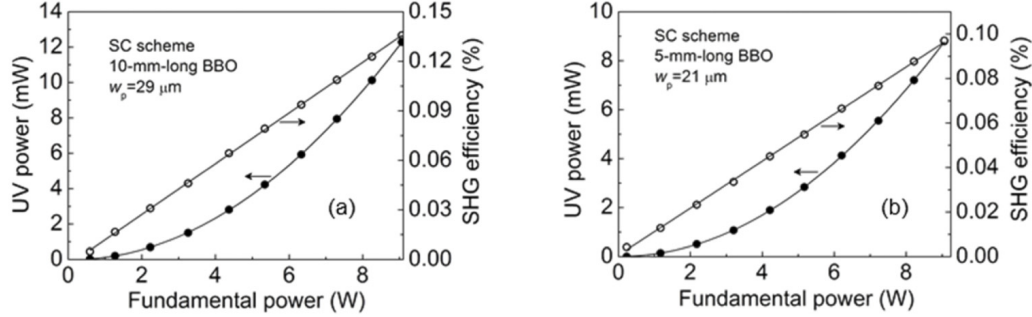 14
12
10
8
6
4
2
0
UV power (mW)
SC scheme
10-mm-long BBO
wp=29 μm
(a)
0.15
0.12
0.09
0.06
0.03
0.00
SHG efficiency (%)
0 2 4 6 8 10
Fundamental power (W)
10
8
6
4
2
0
UV power (mW)
SC scheme
5-mm-long BBO
wp=21 μm
(b)
0.10
0.08
0.06
0.04
0.02
0.00
SHG efficiency (%)
0 2 4 6 8 10
Fundamental power (W)